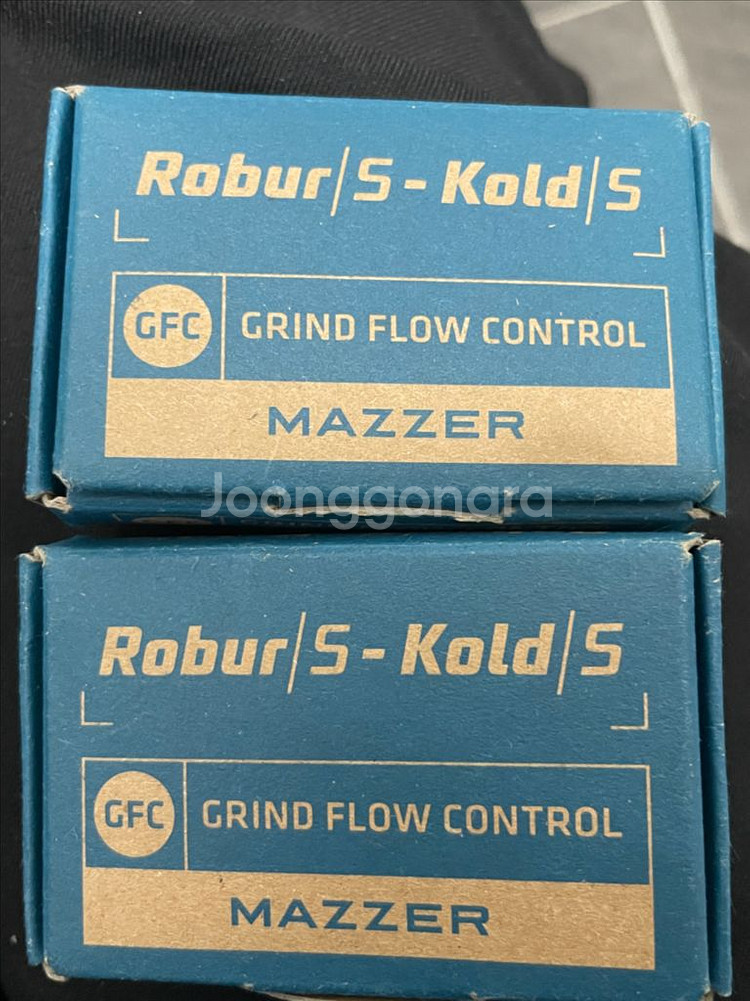 Robur/S - Kold/S
GFC GRIND FLOW CONTROL
MAZZER
Joonggonara
Robur/S - Kold/S
GFC GRIND FLOW CONTROL
MAZZER